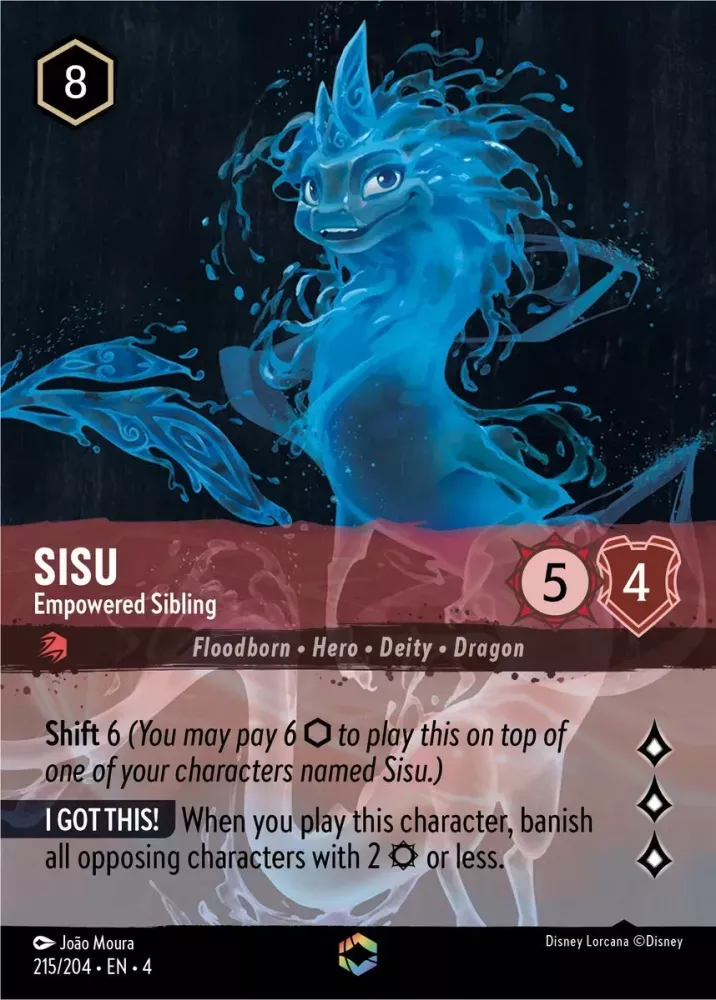 8
SISU
Empowered Sibling
5
4
Floodborn • Hero • Deity • Dragon
Shift 6 (You may pay 6 ⬡ to play this on top of
one of your characters named Sisu.)
I GOT THIS! When you play this character, banish
all opposing characters with 2 ¤ or less.
João Moura
215/204 • EN • 4
Disney Lorcana ©Disney